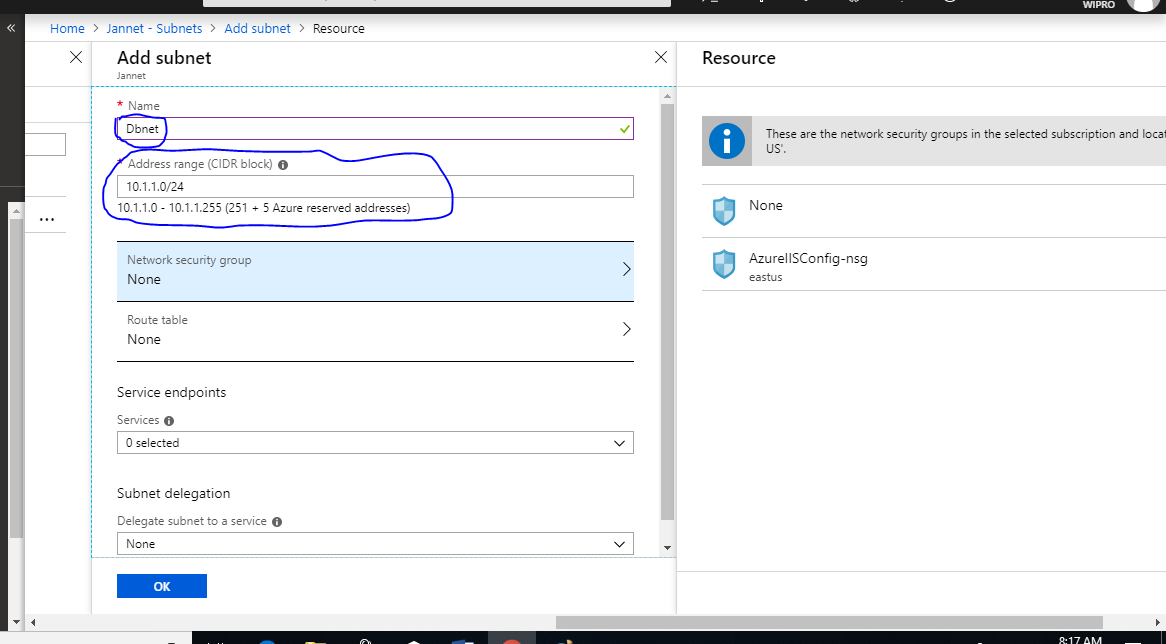 WIPRO
Home > Jannet - Subnets > Add subnet > Resource
Add subnet
Jannet
* Name
Dbnet
* Address range (CIDR block)
10.1.1.0/24
10.1.1.0 - 10.1.1.255 (251 + 5 Azure reserved addresses)
Network security group
None
Route table
None
Service endpoints
Services
0 selected
Subnet delegation
Delegate subnet to a service
None
OK
Resource
These are the network security groups in the selected subscription and locat
US'.
None
AzureIISConfig-nsg
eastus
8:17 AM